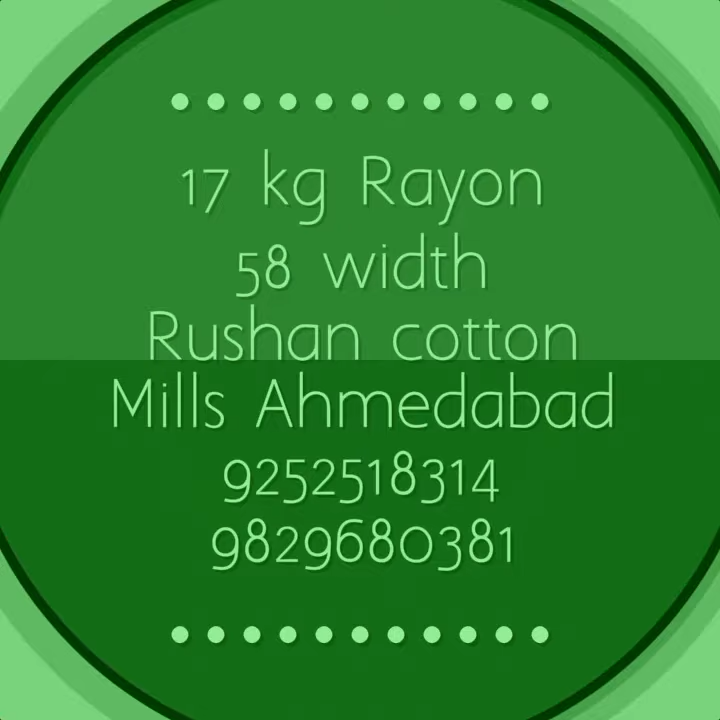 17 kg Rayon
58 width
Rushan cotton
Mills Ahmedabad
9252518314
9829680381